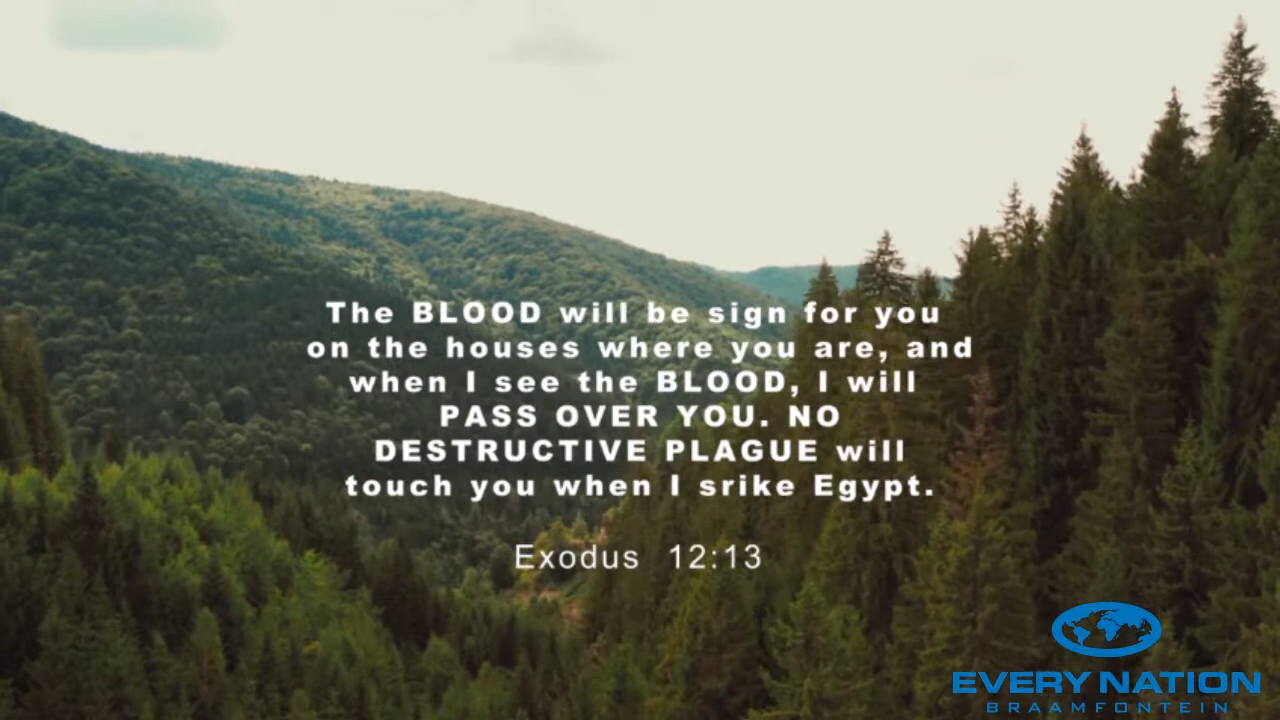 The BLOOD will be sign for you
on the houses where you are, and
when I see the BLOOD, I will
PASS OVER YOU. NO
DESTRUCTIVE PLAGUE will
touch you when I srike Egypt.
Exodus 12:13
EVERY NATION
BRAAMFONTEIN